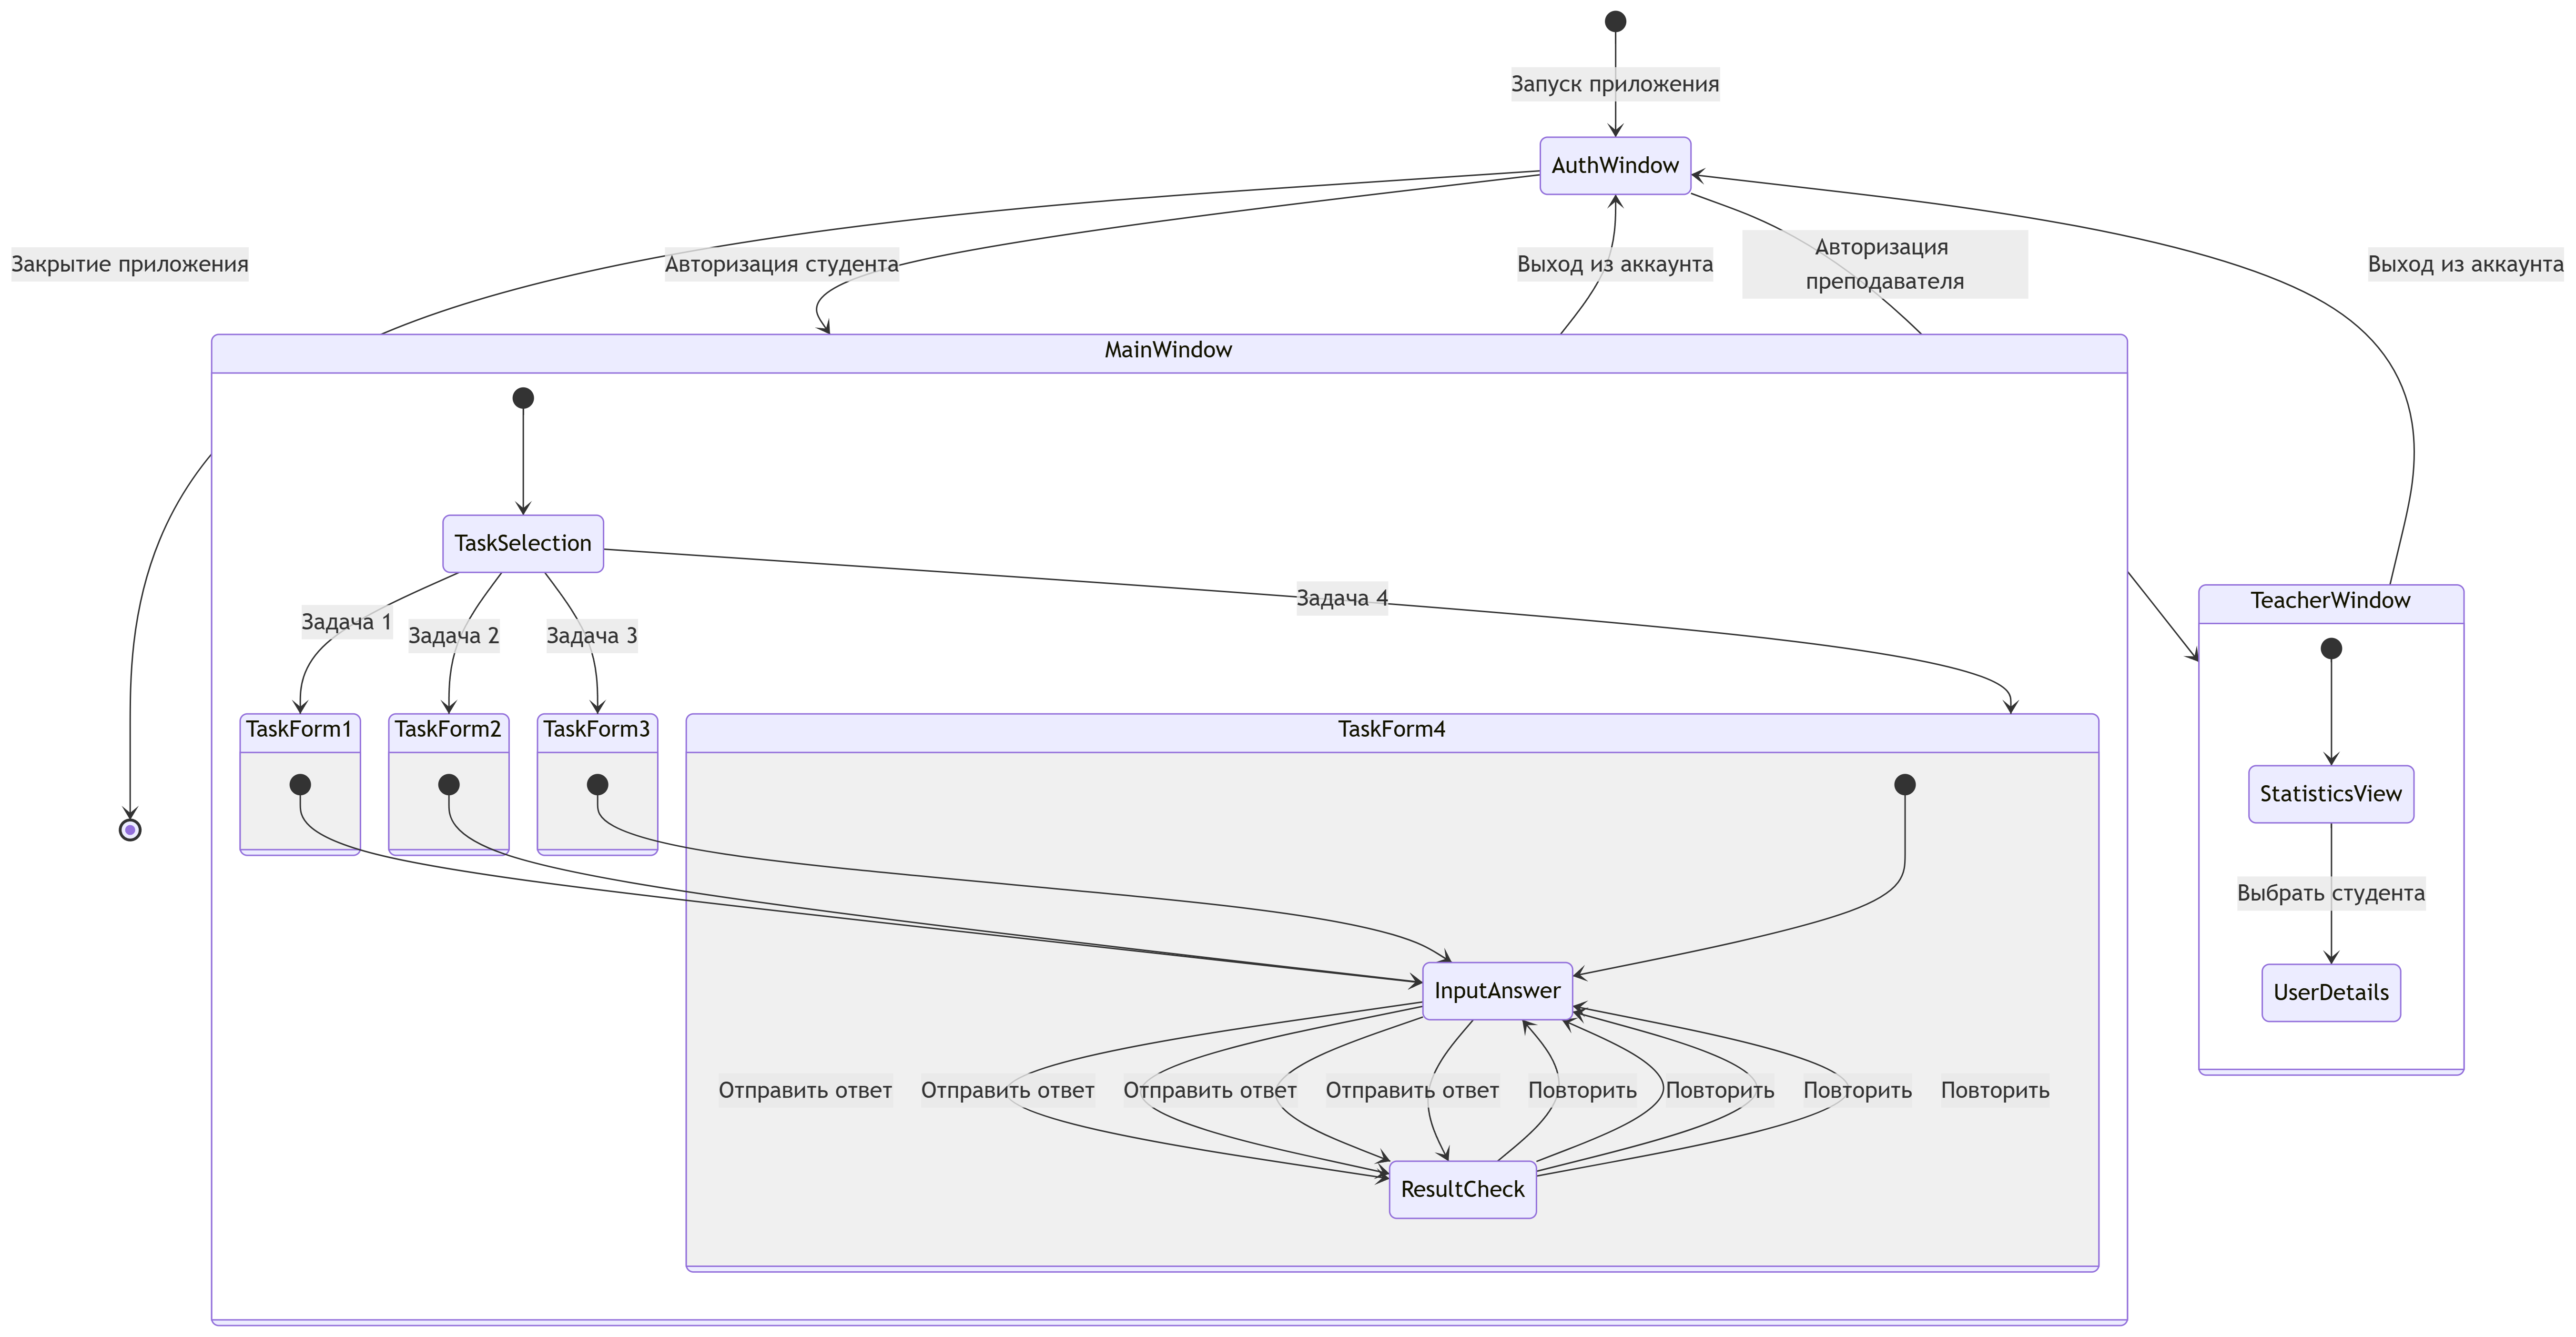 Запуск приложения
AuthWindow
Закрытие приложения
Авторизация студента
Выход из аккаунта
Авторизация
преподавателя
Выход из аккаунта
MainWindow
TaskSelection
Задача 1
Задача 2
Задача 3
Задача 4
TeacherWindow
TaskForm1
TaskForm2
TaskForm3
TaskForm4
StatisticsView
Выбрать студента
InputAnswer
UserDetails
Отправить ответ
Отправить ответ
Отправить ответ
Отправить ответ
Повторить
Повторить
Повторить
Повторить
ResultCheck